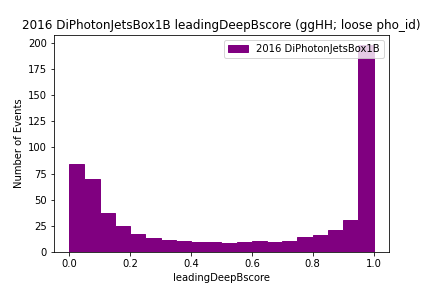 2016 DiPhotonJetsBox1B leadingDeepBscore (ggHH; loose pho_id)
2016 DiPhotonJetsBox1B
200
175
150
125
100
75
50
25
0
Number of Events
0.0 0.2 0.4 0.6 0.8 1.0
leadingDeepBscore